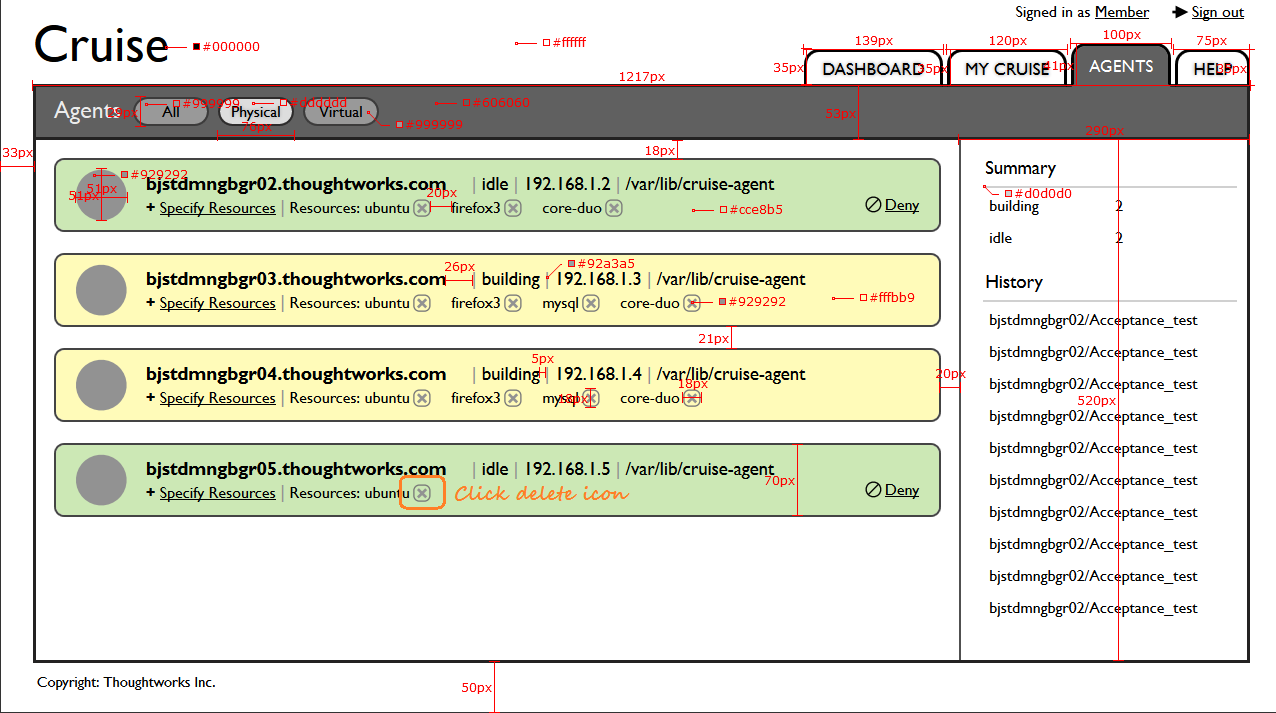 Signed in as Member ▶ Sign out
Cruise
#000000
#ffffff
139px
120px
100px
75px
35px
DASHBOARD
35px
MY CRUISE
41px
AGENTS
HELP
35px
1217px
Agents
All
#999999
Physical
#dddddd
Virtual
#999999
#606060
76px
53px
290px
33px
18px
#929292
51px
51px
bjstdmngbgr02.thoughtworks.com | idle | 192.168.1.2 | /var/lib/cruise-agent
20px
+ Specify Resources | Resources: ubuntu firefox3 core-duo
#cce8b5
Deny
26px
#92a3a5
bjstdmngbgr03.thoughtworks.com | building | 192.168.1.3 | /var/lib/cruise-agent
+ Specify Resources | Resources: ubuntu firefox3 mysql core-duo
#929292
#fffbb9
21px
5px
bjstdmngbgr04.thoughtworks.com | building | 192.168.1.4 | /var/lib/cruise-agent
18px
+ Specify Resources | Resources: ubuntu firefox3 mysql core-duo
18px
20px
bjstdmngbgr05.thoughtworks.com | idle | 192.168.1.5 | /var/lib/cruise-agent
70px
+ Specify Resources | Resources: ubuntu
Click delete icon
Deny
Summary
#d0d0d0
building 2
idle 2
History
bjstdmngbgr02/Acceptance_test
bjstdmngbgr02/Acceptance_test
bjstdmngbgr02/Acceptance_test
520px
bjstdmngbgr02/Acceptance_test
bjstdmngbgr02/Acceptance_test
bjstdmngbgr02/Acceptance_test
bjstdmngbgr02/Acceptance_test
bjstdmngbgr02/Acceptance_test
bjstdmngbgr02/Acceptance_test
bjstdmngbgr02/Acceptance_test
Copyright: Thoughtworks Inc.
50px